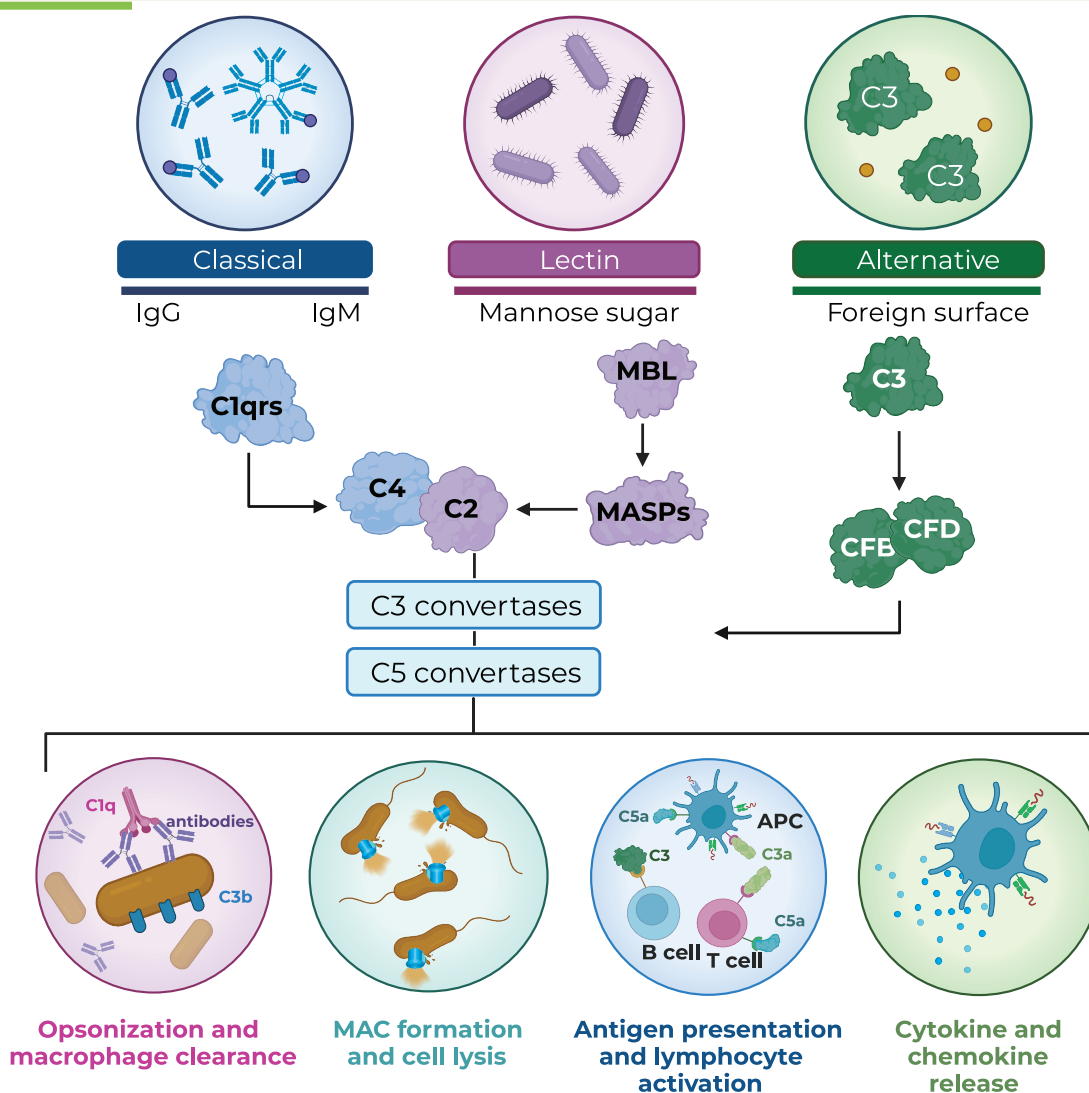 C3
C3
Classical
Lectin
Alternative
IgG
IgM
Mannose sugar
Foreign surface
C1qrs
MBL
C3
C4
C2
MASPs
CFB
CFD
C3 convertases
C5 convertases
C1q
antibodies
C3b
C5a
APC
C3
C3a
C5a
B cell
T cell
Opsonization and
macrophage clearance
MAC formation
and cell lysis
Antigen presentation
and lymphocyte
activation
Cytokine and
chemokine
release